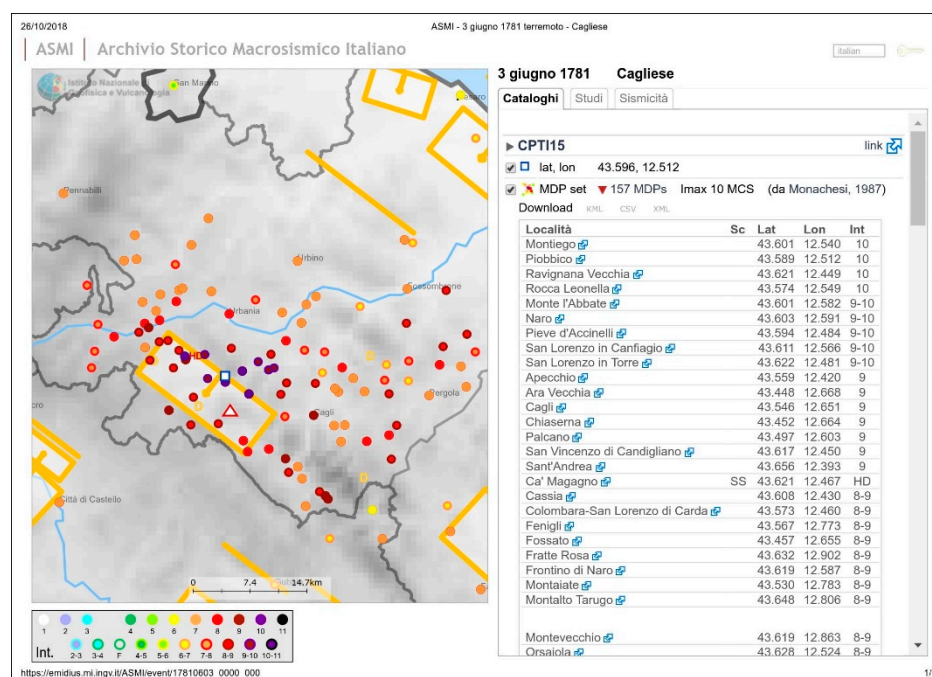 26/10/2018
ASMI - 3 giugno 1781 terremoto - Cagliese
ASMI | Archivio Storico Macrosismico Italiano
italian
Istituto Nazionale di
Geofisica e Vulcanologia
San Marino
Pesaro
Pennabilli
Urbino
Fossombrone
Urbania
HD
D
D
Pergola
Cagli
D
Città di Castello
0 7.4 14.7km
1 2 3 4 5 6 7 8 9 10 11
Int. 2-3 3-4 F 4-5 5-6 6-7 7-8 8-9 9-10 10-11
3 giugno 1781 Cagliese
Cataloghi Studi Sismicità
CPTI15 link
lat, lon 43.596, 12.512
MDP set 157 MDPs Imax 10 MCS (da Monachesi, 1987)
Download KML CSV XML
Località Sc Lat Lon Int
Montiego 43.601 12.540 10
Piobbico 43.589 12.512 10
Ravignana Vecchia 43.621 12.449 10
Rocca Leonella 43.574 12.549 10
Monte l'Abbate 43.601 12.582 9-10
Naro 43.603 12.591 9-10
Pieve d'Accinelli 43.594 12.484 9-10
San Lorenzo in Canfiagio 43.611 12.566 9-10
San Lorenzo in Torre 43.622 12.481 9-10
Apecchio 43.559 12.420 9
Ara Vecchia 43.448 12.668 9
Cagli 43.546 12.651 9
Chiaserna 43.452 12.664 9
Palcano 43.497 12.603 9
San Vincenzo di Candigliano 43.617 12.450 9
Sant'Andrea 43.656 12.393 9
Ca' Magagno SS 43.621 12.467 HD
Cassia 43.608 12.430 8-9
Colombara-San Lorenzo di Carda 43.573 12.460 8-9
Fenigli 43.567 12.773 8-9
Fossato 43.457 12.655 8-9
Fratte Rosa 43.632 12.902 8-9
Frontino di Naro 43.619 12.587 8-9
Montaiate 43.530 12.783 8-9
Montalto Tarugo 43.648 12.806 8-9
Montevecchio 43.619 12.863 8-9
Orsaiola 43.628 12.524 8-9
https://emidius.mi.ingv.it/ASMI/event/17810603_0000_000
1/